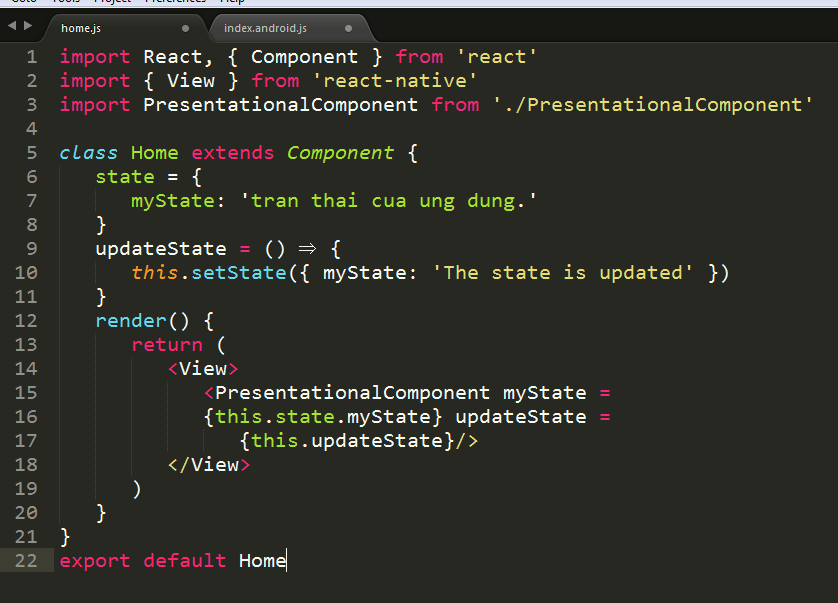 Goto Tools Project Preferences Help
home.js index.android.js
1 import React, { Component } from 'react'
2 import { View } from 'react-native'
3 import PresentationalComponent from './PresentationalComponent'
4
5 class Home extends Component {
6 state = {
7 myState: 'tran thai cua ung dung.'
8 }
9 updateState = () ⇒ {
10 this.setState({ myState: 'The state is updated' })
11 }
12 render() {
13 return (
14 <View>
15 <PresentationalComponent myState =
16 {this.state.myState} updateState =
17 {this.updateState}/>
18 </View>
19 )
20 }
21 }
22 export default Home